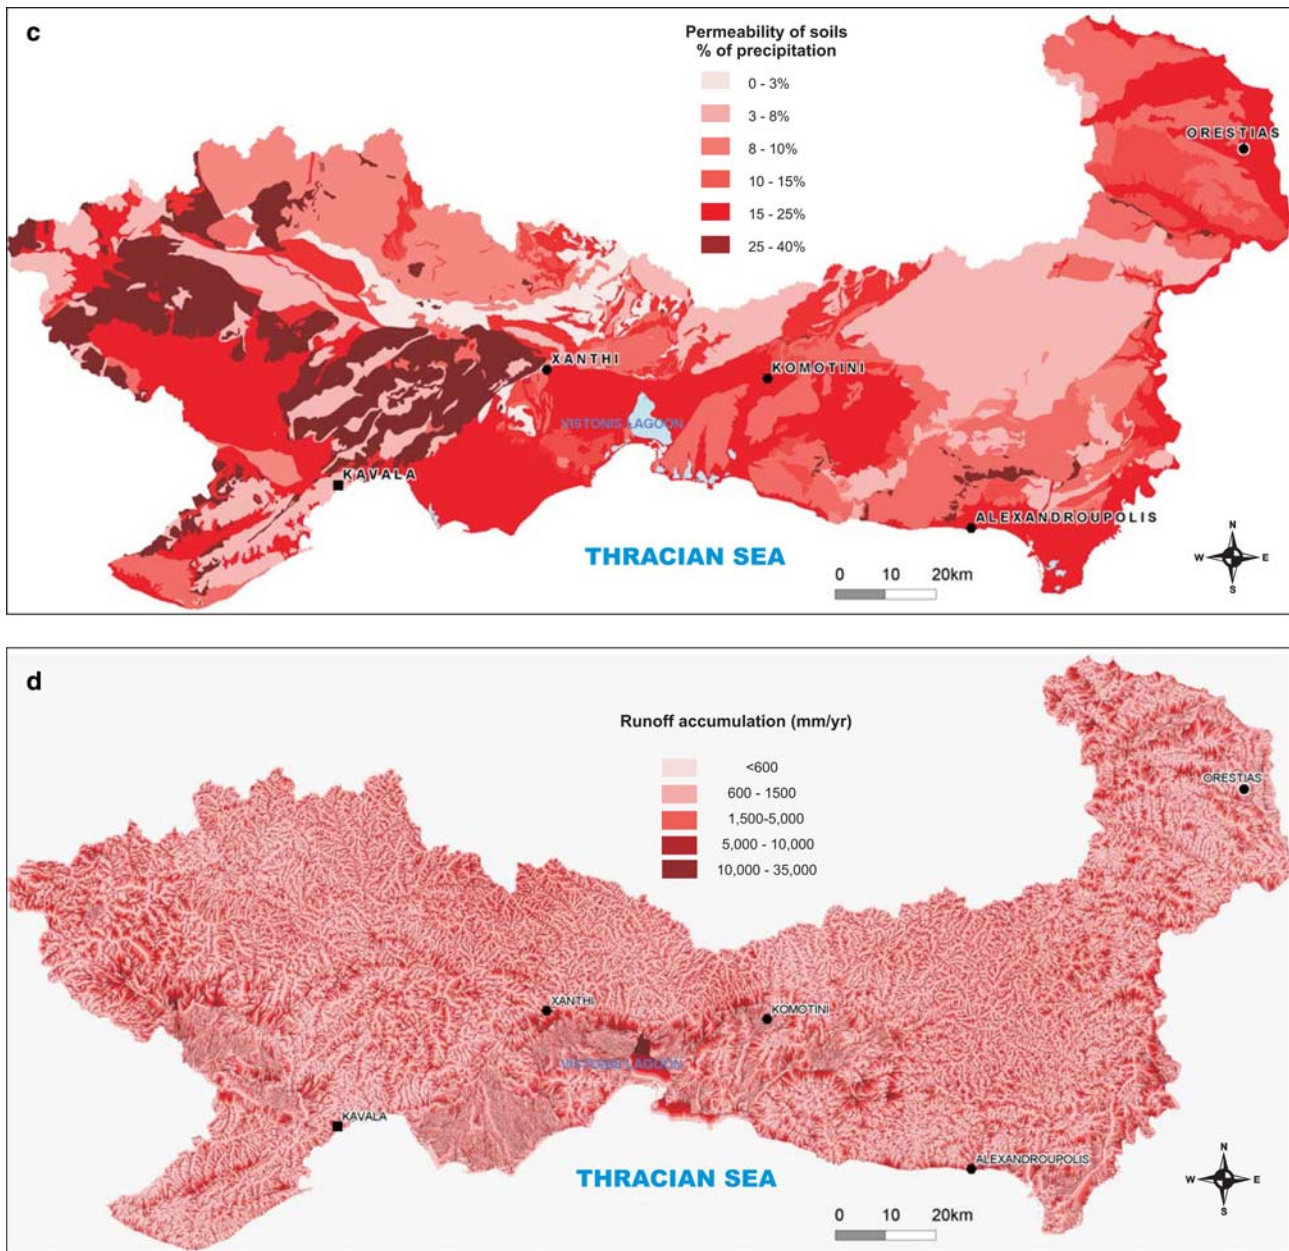 c
Permeability of soils
% of precipitation
0 - 3%
3 - 8%
8 - 10%
10 - 15%
15 - 25%
25 - 40%
ORESTIAS
XANTHI
KOMOTINI
VISTONIS LAGOON
KAVALA
ALEXANDROUPOLIS
THRACIAN SEA
0 10 20km
N
W E
S
d
Runoff accumulation (mm/yr)
<600
600 - 1500
1,500-5,000
5,000 - 10,000
10,000 - 35,000
ORESTIAS
XANTHI
KOMOTINI
VISTONIS LAGOON
KAVALA
ALEXANDROUPOLIS
THRACIAN SEA
0 10 20km
N
W E
S